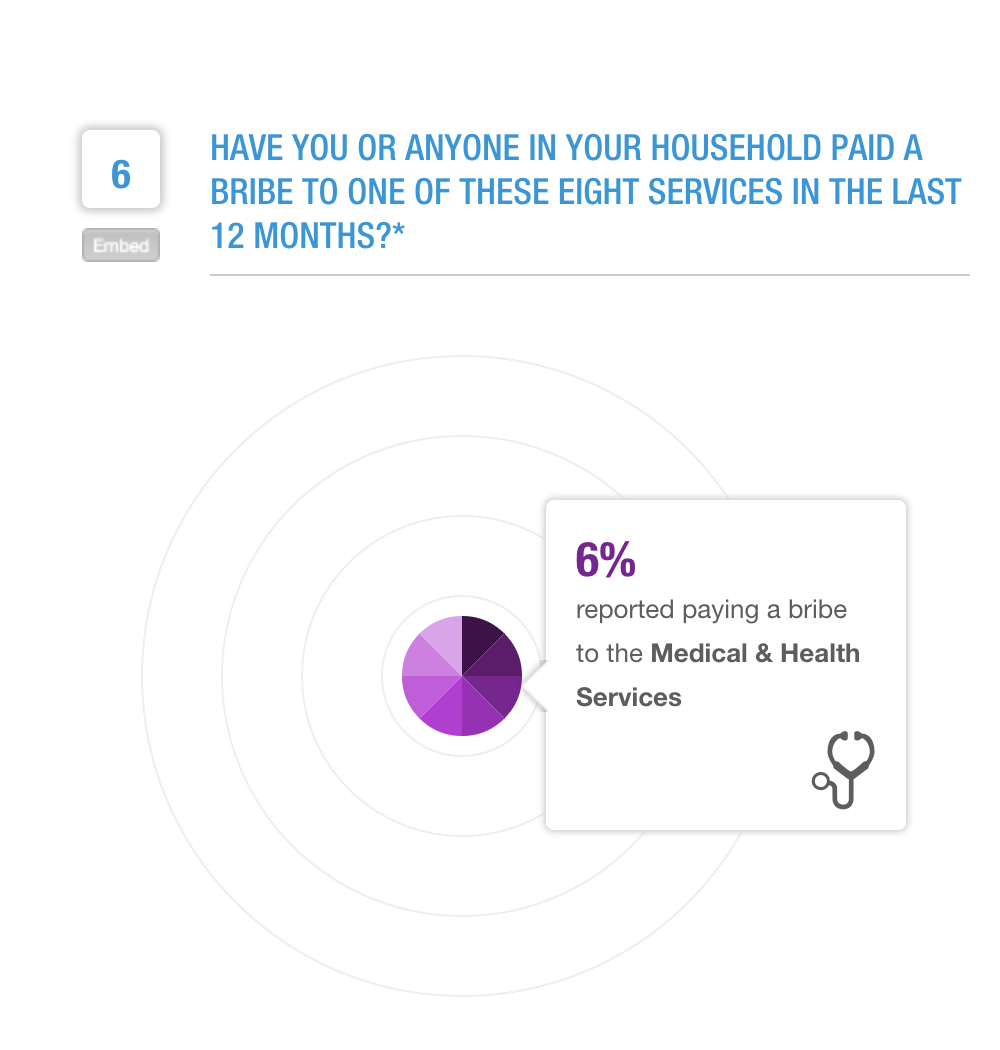 6
HAVE YOU OR ANYONE IN YOUR HOUSEHOLD PAID A
BRIBE TO ONE OF THESE EIGHT SERVICES IN THE LAST
12 MONTHS?*
Embed
6%
reported paying a bribe
to the Medical & Health
Services